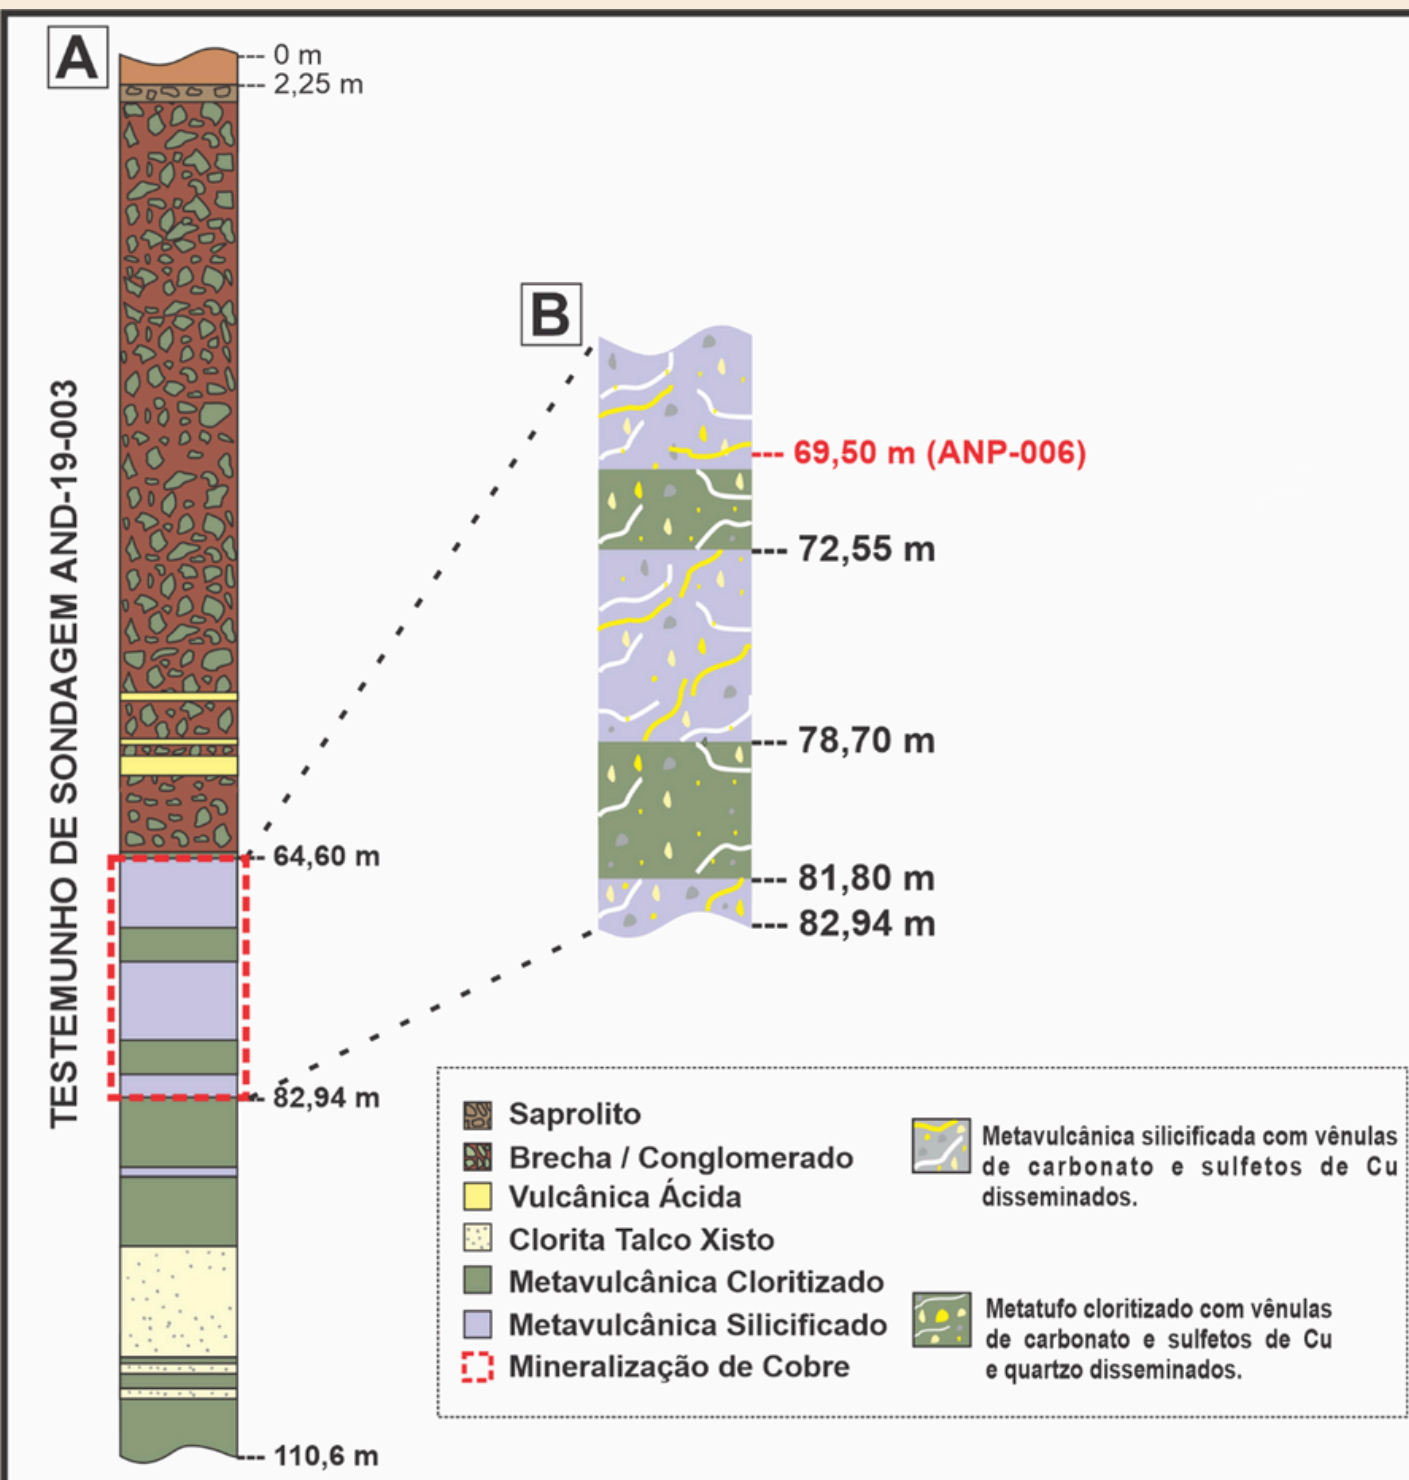 A
0 m
2,25 m
TESTEMUNHO DE SONDAGEM AND-19-003
64,60 m
82,94 m
110,6 m
B
69,50 m (ANP-006)
72,55 m
78,70 m
81,80 m
82,94 m
Saprolito
Brecha / Conglomerado
Vulcânica Ácida
Clorita Talco Xisto
Metavulcânica Cloritizado
Metavulcânica Silicificado
Mineralização de Cobre
Metavulcânica silicificada com vênulas
de carbonato e sulfetos de Cu
disseminados.
Metatufo cloritizado com vênulas
de carbonato e sulfetos de Cu
e quartzo disseminados.